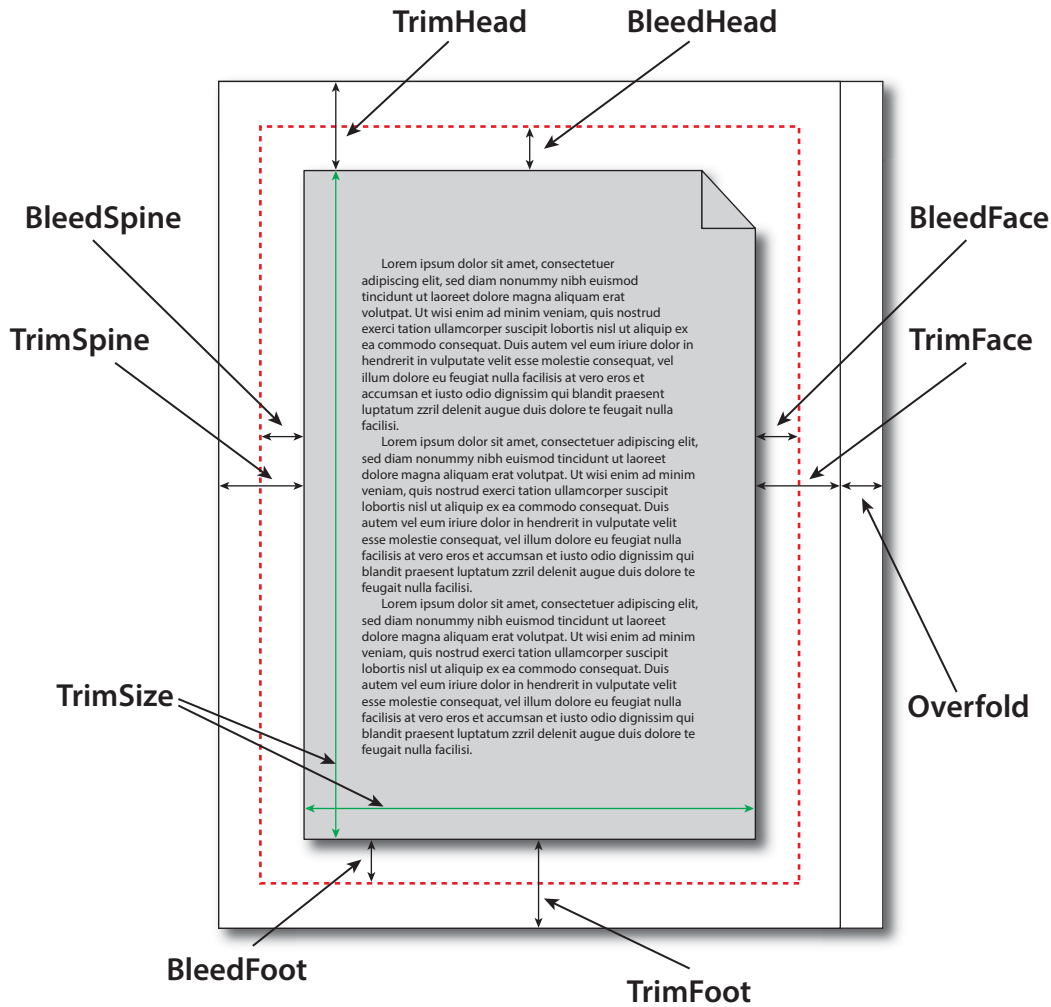 TrimHead
BleedHead
BleedSpine
BleedFace
TrimSpine
TrimFace
Lorem ipsum dolor sit amet, consectetuer
adipiscing elit, sed diam nonummy nibh euismod
tincidunt ut laoreet dolore magna aliquam erat
volutpat. Ut wisi enim ad minim veniam, quis nostrud
exerci tation ullamcorper suscipit lobortis nisl ut aliquip ex
ea commodo consequat. Duis autem vel eum iriure dolor in
hendrerit in vulputate velit esse molestie consequat, vel
illum dolore eu feugiat nulla facilisis at vero eros et
accumsan et iusto odio dignissim qui blandit praesent
luptatum zzril delenit augue duis dolore te feugait nulla
facilisi.
Lorem ipsum dolor sit amet, consectetuer adipiscing elit,
sed diam nonummy nibh euismod tincidunt ut laoreet
dolore magna aliquam erat volutpat. Ut wisi enim ad minim
veniam, quis nostrud exerci tation ullamcorper suscipit
lobortis nisl ut aliquip ex ea commodo consequat. Duis
autem vel eum iriure dolor in hendrerit in vulputate velit
esse molestie consequat, vel illum dolore eu feugiat nulla
facilisis at vero eros et accumsan et iusto odio dignissim qui
blandit praesent luptatum zzril delenit augue duis dolore te
feugait nulla facilisi.
Lorem ipsum dolor sit amet, consectetuer adipiscing elit,
sed diam nonummy nibh euismod tincidunt ut laoreet
dolore magna aliquam erat volutpat. Ut wisi enim ad minim
veniam, quis nostrud exerci tation ullamcorper suscipit
lobortis nisl ut aliquip ex ea commodo consequat. Duis
autem vel eum iriure dolor in hendrerit in vulputate velit
esse molestie consequat, vel illum dolore eu feugiat nulla
facilisis at vero eros et accumsan et iusto odio dignissim qui
blandit praesent luptatum zzril delenit augue duis dolore te
feugait nulla facilisi.
TrimSize
Overfold
BleedFoot
TrimFoot